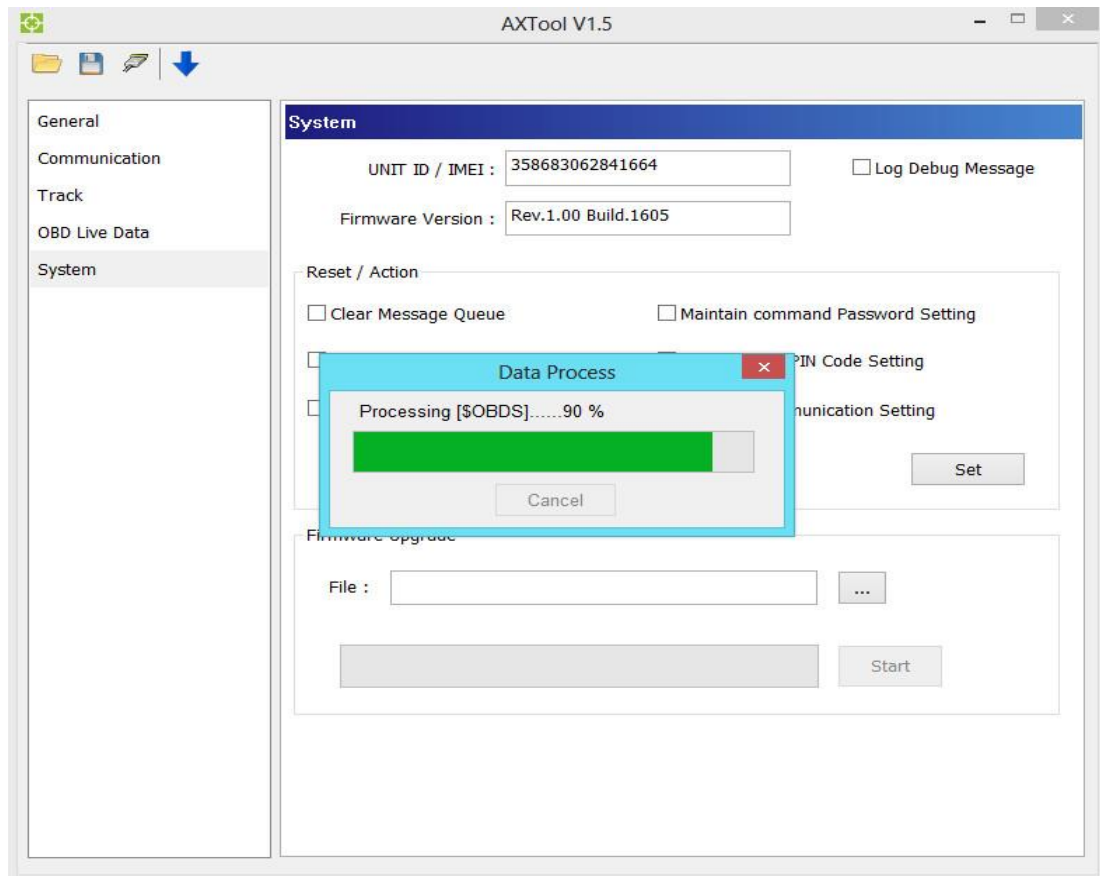 AXTool V1.5
General
Communication
Track
OBD Live Data
System
System
UNIT ID / IMEI : 358683062841664
Log Debug Message
Firmware Version : Rev.1.00 Build.1605
Reset / Action
Clear Message Queue
Maintain command Password Setting
PIN Code Setting
Setting
Set
Data Process
Processing [$OBDS]......90 %
Cancel
File :
...
Start